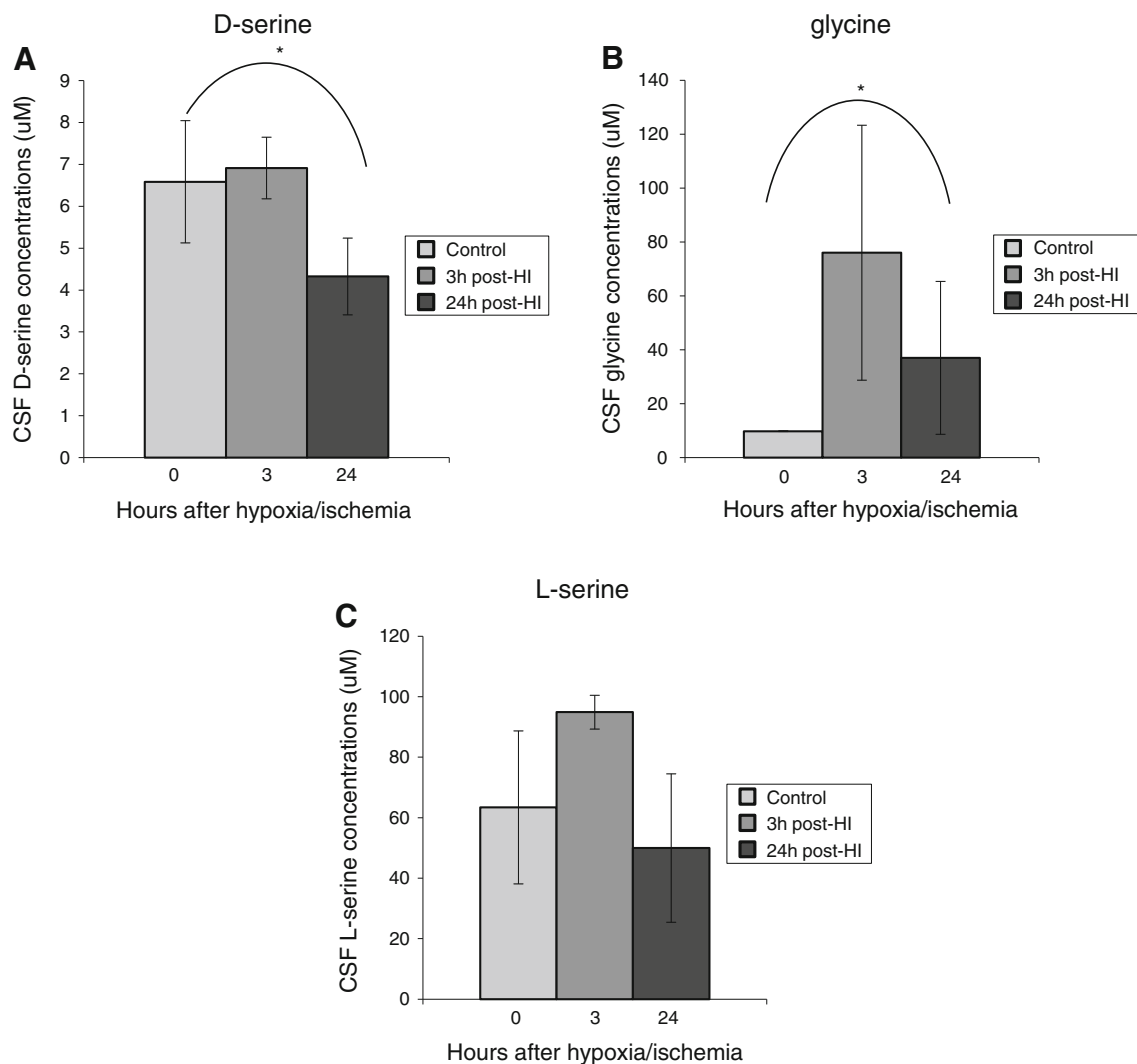 D-serine
A
*
CSF D-serine concentrations (uM)
9
8
7
6
5
4
3
2
1
0
0 3 24
Hours after hypoxia/ischemia
Control
3h post-HI
24h post-HI
glycine
B
*
CSF glycine concentrations (uM)
140
120
100
80
60
40
20
0
0 3 24
Hours after hypoxia/ischemia
Control
3h post-HI
24h post-HI
L-serine
C
CSF L-serine concentrations (uM)
120
100
80
60
40
20
0
0 3 24
Hours after hypoxia/ischemia
Control
3h post-HI
24h post-HI